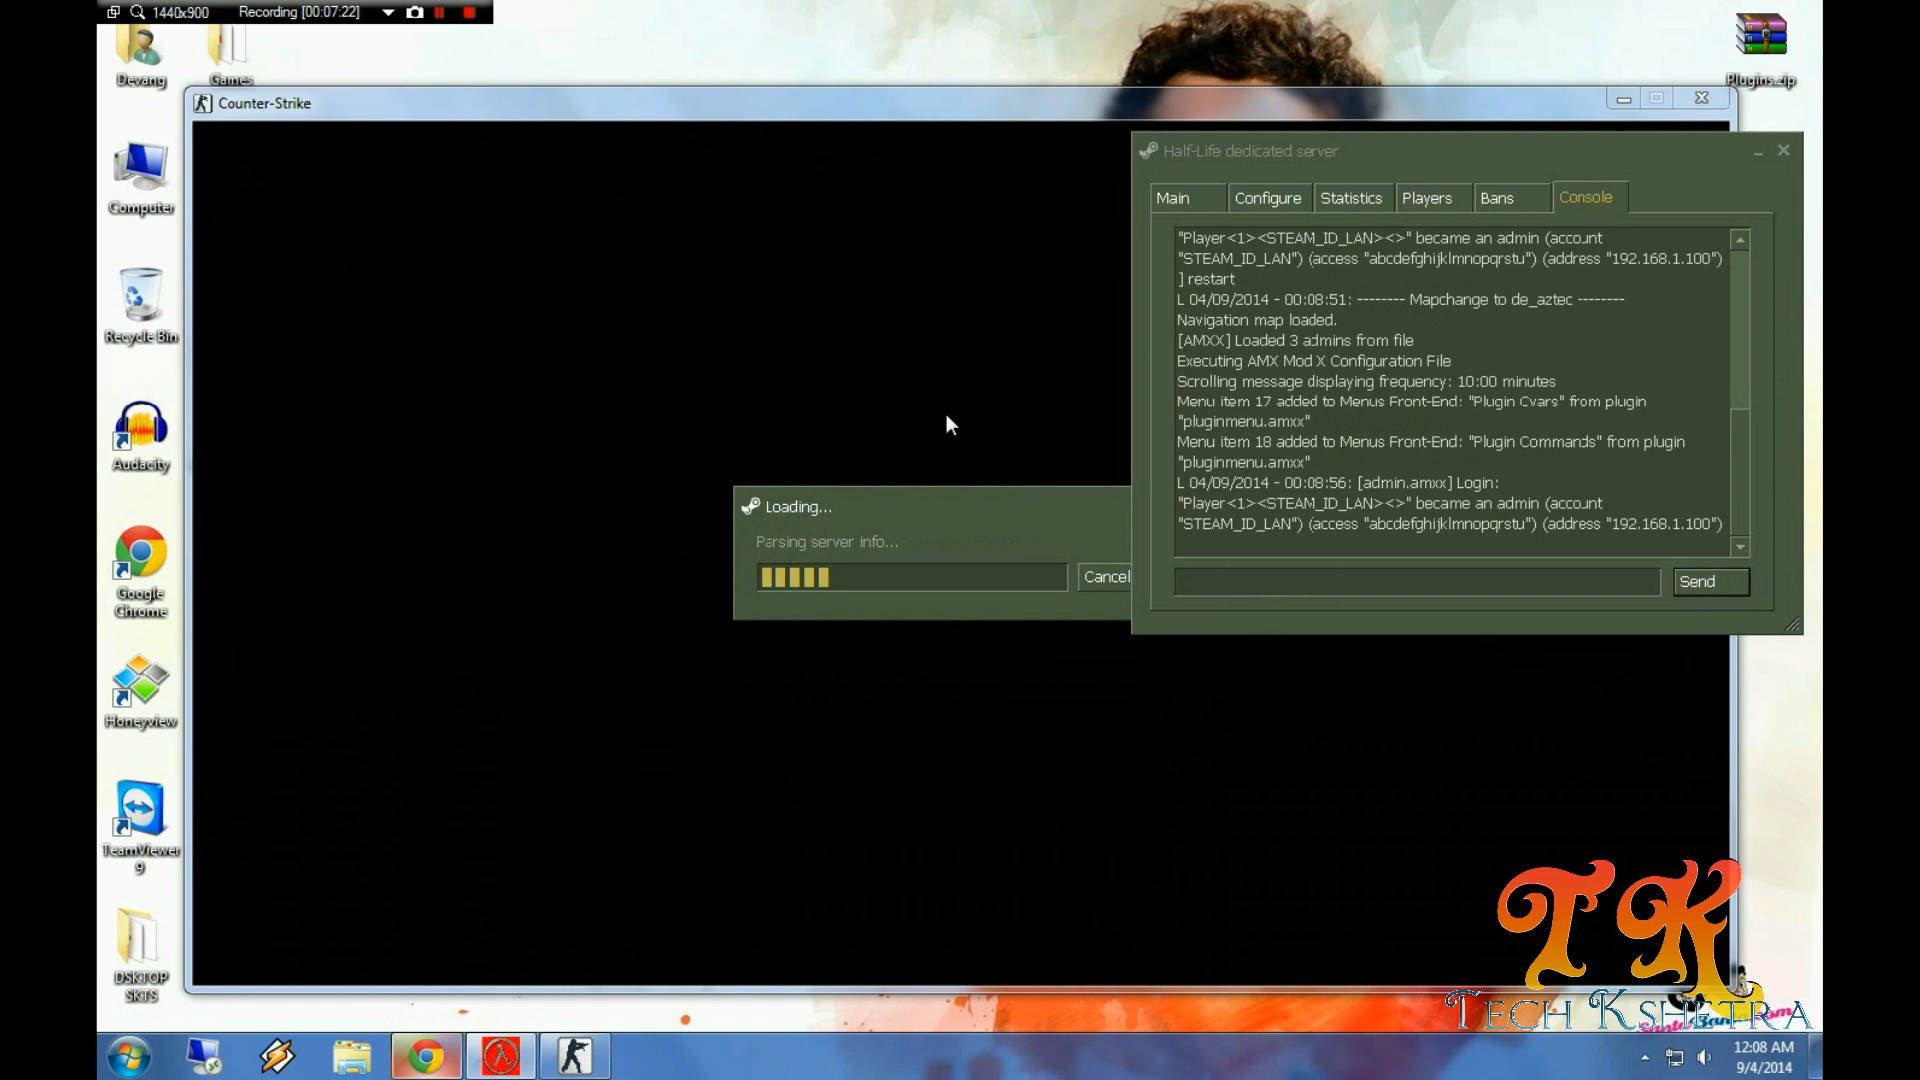 1440x900 Recording [00:07:22]
Devang
Games
Plugins.zip
Counter-Strike
Computer
Recycle Bin
Audacity
Google
Chrome
Honeyview
TeamViewer
9
DSKTOP
SKTS
Half-Life dedicated server
Main Configure Statistics Players Bans Console
"Player<1><STEAM_ID_LAN><>" became an admin (account
"STEAM_ID_LAN") (access "abcdefghijklmnopqrstu") (address "192.168.1.100")
] restart
L 04/09/2014 - 00:08:51: -------- Mapchange to de_aztec --------
Navigation map loaded.
[AMXX] Loaded 3 admins from file
Executing AMX Mod X Configuration File
Scrolling message displaying frequency: 10:00 minutes
Menu item 17 added to Menus Front-End: "Plugin Cvars" from plugin
"pluginmenu.amxx"
Menu item 18 added to Menus Front-End: "Plugin Commands" from plugin
"pluginmenu.amxx"
L 04/09/2014 - 00:08:56: [admin.amxx] Login:
"Player<1><STEAM_ID_LAN><>" became an admin (account
"STEAM_ID_LAN") (access "abcdefghijklmnopqrstu") (address "192.168.1.100")
Send
Loading...
Parsing server info...
Cancel
TK
TECH KSHETRA
12:08 AM
9/4/2014